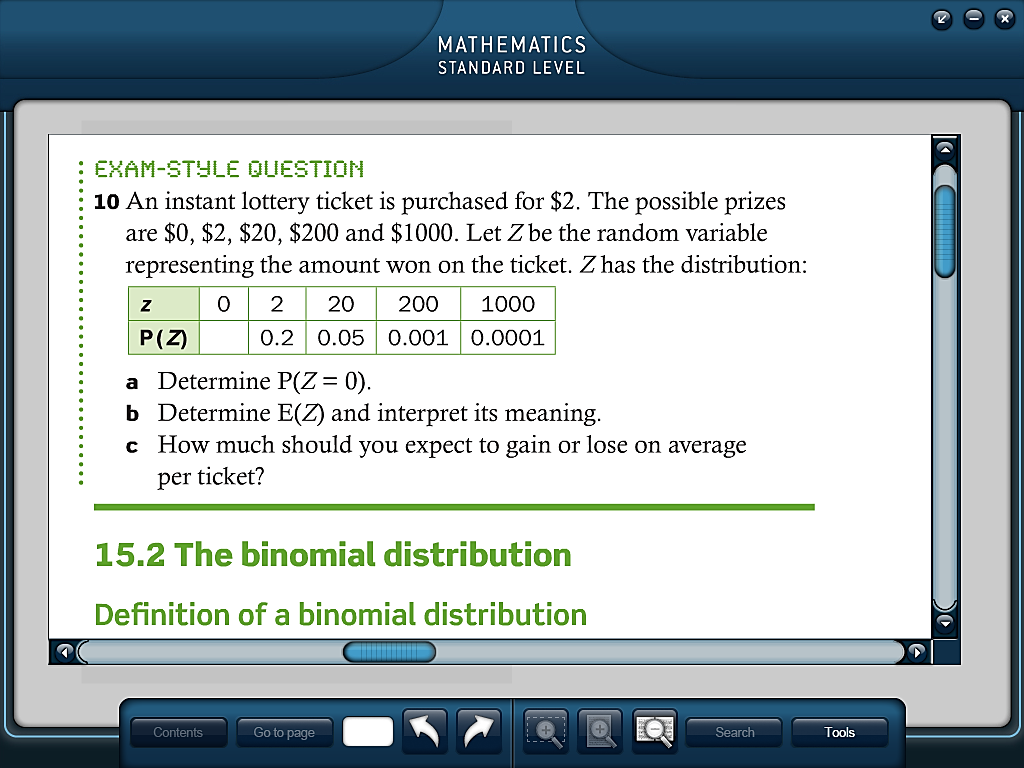 MATHEMATICS
STANDARD LEVEL
EXAM-STYLE QUESTION
10 An instant lottery ticket is purchased for $2. The possible prizes
are $0, $2, $20, $200 and $1000. Let Z be the random variable
representing the amount won on the ticket. Z has the distribution:
z 0 2 20 200 1000
P(Z) 0.2 0.05 0.001 0.0001
a Determine P(Z = 0).
b Determine E(Z) and interpret its meaning.
c How much should you expect to gain or lose on average
per ticket?
15.2 The binomial distribution
Definition of a binomial distribution
Contents Go to page Search Tools